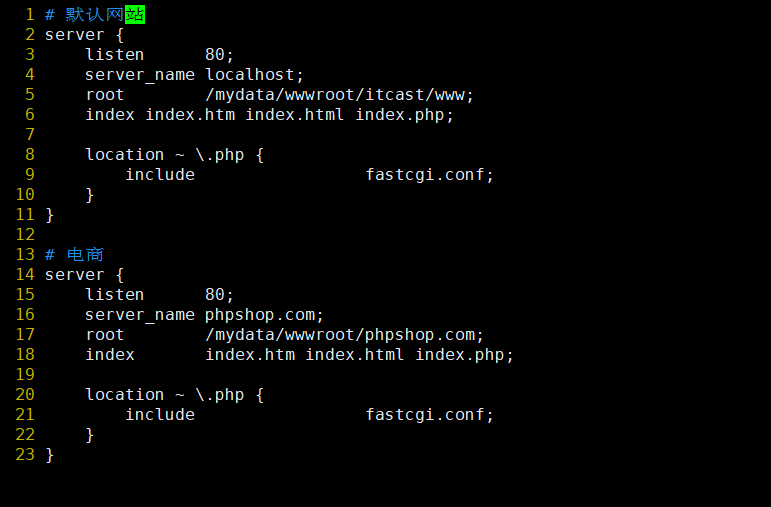 1 # 默认网站
2 server {
3     listen      80;
4     server_name localhost;
5     root        /mydata/wwwroot/itcast/www;
6     index index.htm index.html index.php;
7
8     location ~ \.php {
9         include                 fastcgi.conf;
10     }
11 }
12
13 # 电商
14 server {
15     listen      80;
16     server_name phpshop.com;
17     root        /mydata/wwwroot/phpshop.com;
18     index       index.htm index.html index.php;
19
20     location ~ \.php {
21         include                 fastcgi.conf;
22     }
23 }